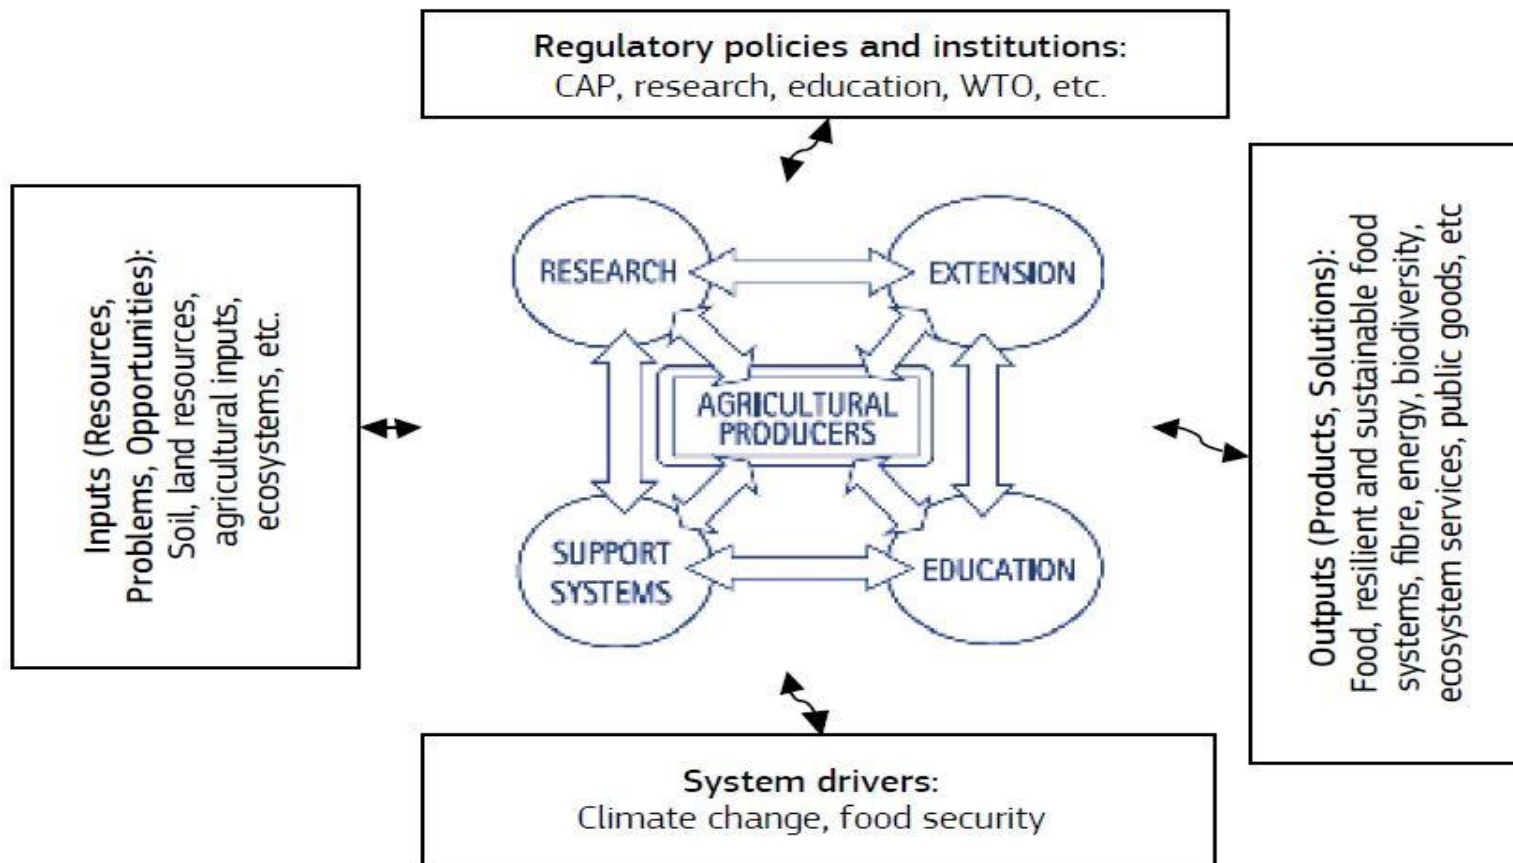 Regulatory policies and institutions:
CAP, research, education, WTO, etc.
Inputs (Resources,
Problems, Opportunities):
Soil, land resources,
agricultural inputs,
ecosystems, etc.
RESEARCH
EXTENSION
AGRICULTURAL
PRODUCERS
SUPPORT
SYSTEMS
EDUCATION
Outputs (Products, Solutions):
Food, resilient and sustainable food
systems, fibre, energy, biodiversity,
ecosystem services, public goods, etc
System drivers:
Climate change, food security